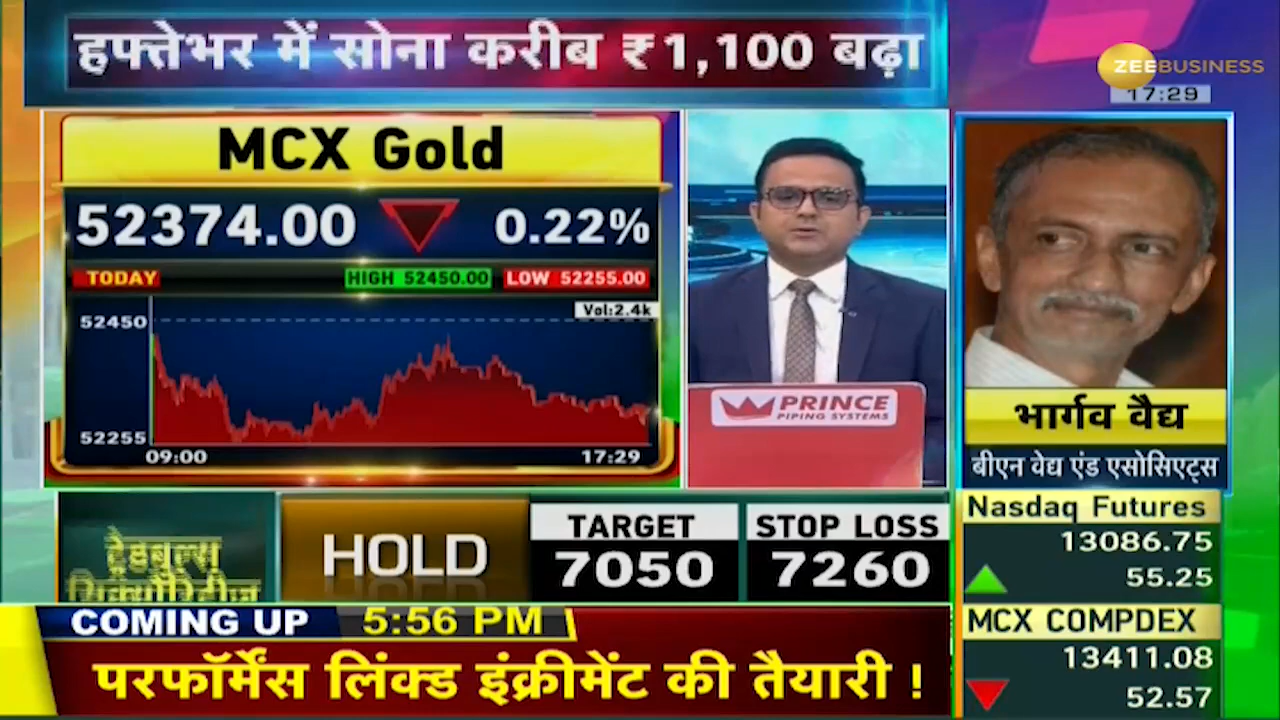 हफ्तेभर में सोना करीब ₹1,100 बढ़ा
ZEEBUSINESS
17:29
MCX Gold
52374.00 0.22%
TODAY HIGH 52450.00 LOW 52255.00
Vol:2.4k
52450
52255
09:00 17:29
PRINCE
PIPING SYSTEMS
भार्गव वैद्य
बीएन वेद्य एंड एसोसिएट्स
ट्रेडबुल्स
सिक्योरिटीज
HOLD
TARGET
7050
STOP LOSS
7260
Nasdaq Futures
13086.75
55.25
MCX COMPDEX
13411.08
52.57
COMING UP 5:56 PM
परफॉर्मेंस लिंक्ड इंक्रीमेंट की तैयारी !